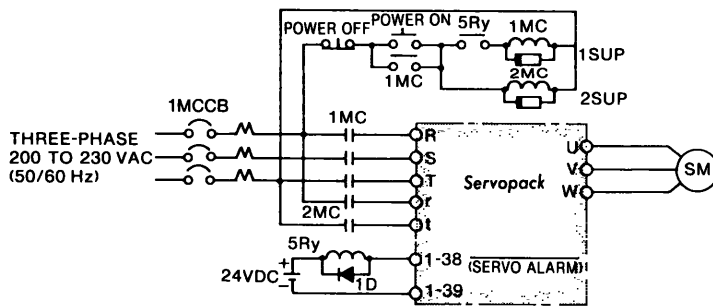 POWER OFF
POWER ON
5Ry
1MC
1SUP
1MC
2MC
2SUP
1MCCB
1MC
THREE-PHASE
200 TO 230 VAC
(50/60 Hz)
R
S
T
r
t
2MC
Servopack
U
V
W
SM
5Ry
24VDC
+
−
1D
1-38
(SERVO ALARM)
1-39